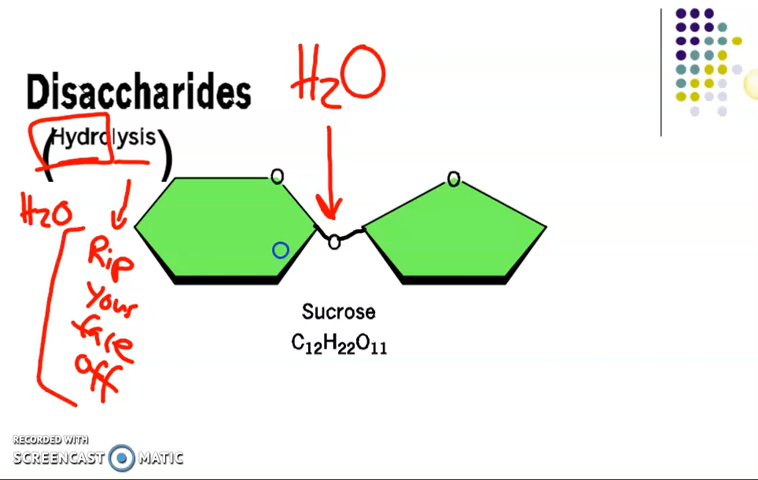 H₂O
Disaccharides
(Hydrolysis)
O
O
O
H₂O
Rip
your
face
off
Sucrose
C₁₂H₂₂O₁₁
RECORDED WITH
SCREENCAST MATIC